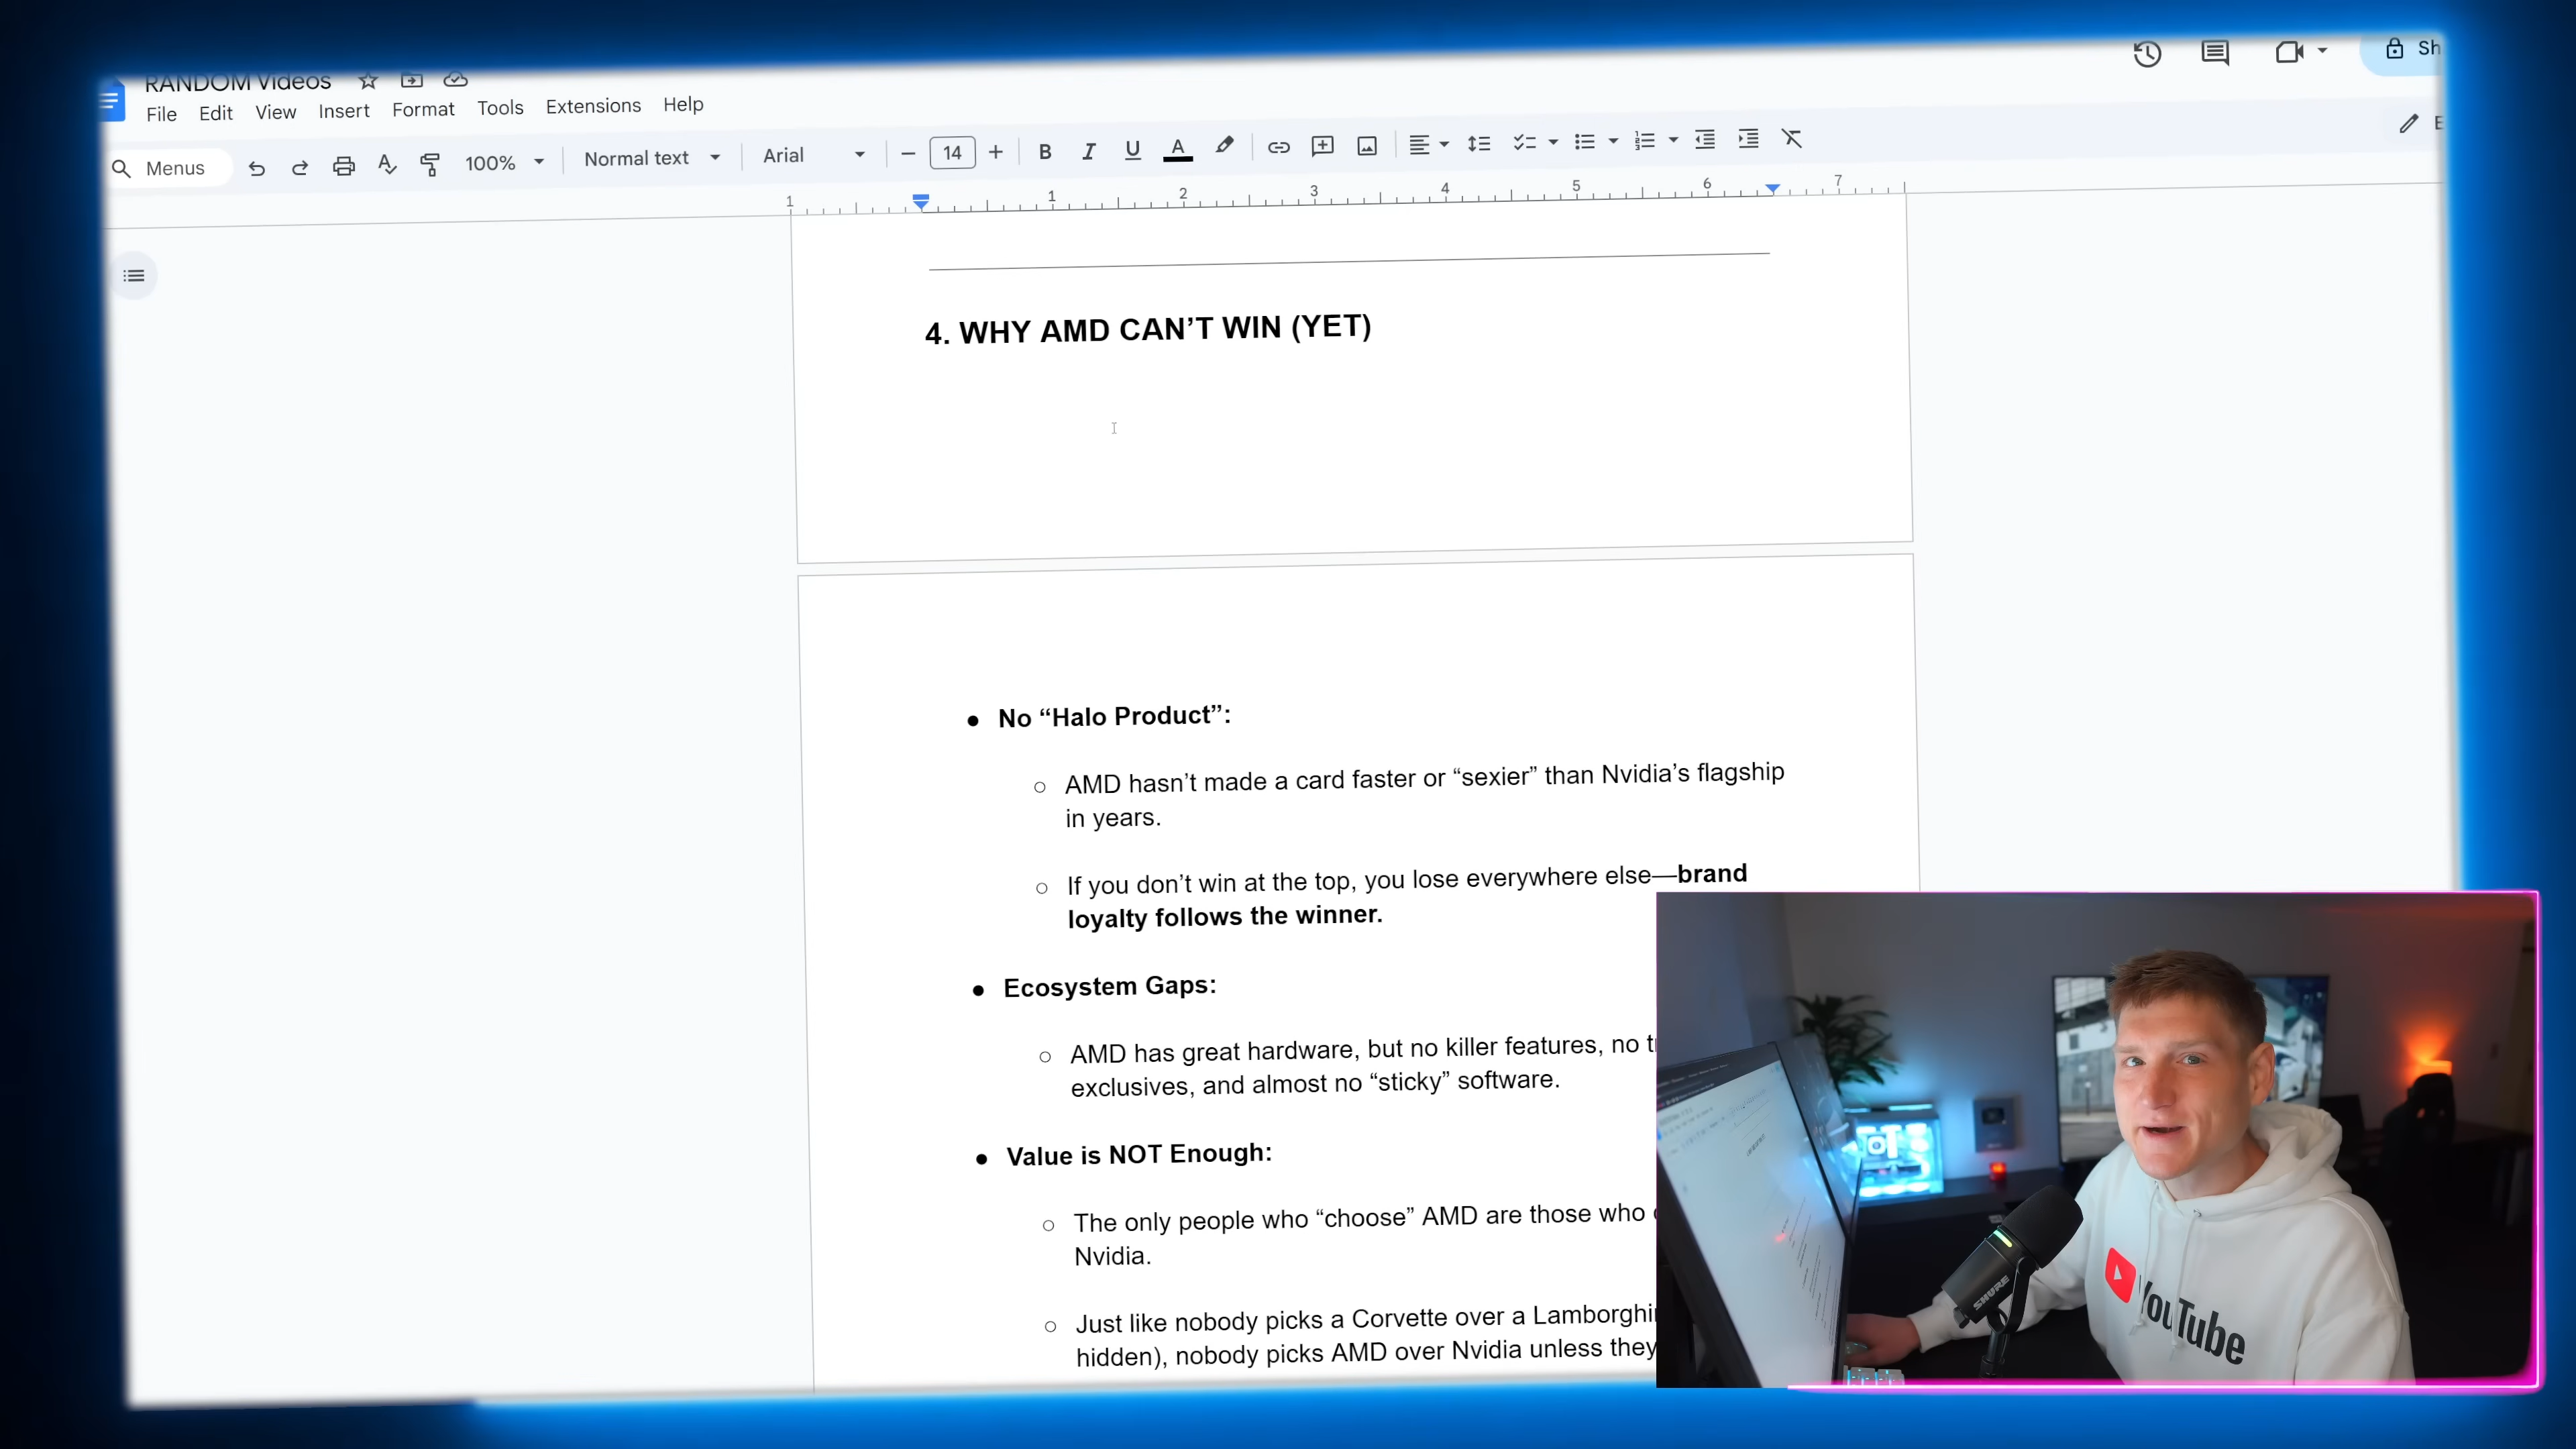 RANDOM Videos
File Edit View Insert Format Tools Extensions Help
Menus 100% Normal text Arial 14
1 1 2 3 4 5 6 7
4. WHY AMD CAN’T WIN (YET)
● No “Halo Product”:
○ AMD hasn’t made a card faster or “sexier” than Nvidia’s flagship
in years.
○ If you don’t win at the top, you lose everywhere else—brand
loyalty follows the winner.
● Ecosystem Gaps:
○ AMD has great hardware, but no killer features, no
exclusives, and almost no “sticky” software.
● Value is NOT Enough:
○ The only people who “choose” AMD are those who
Nvidia.
○ Just like nobody picks a Corvette over a
hidden), nobody picks AMD over Nvidia unless they
SHURE
YouTube